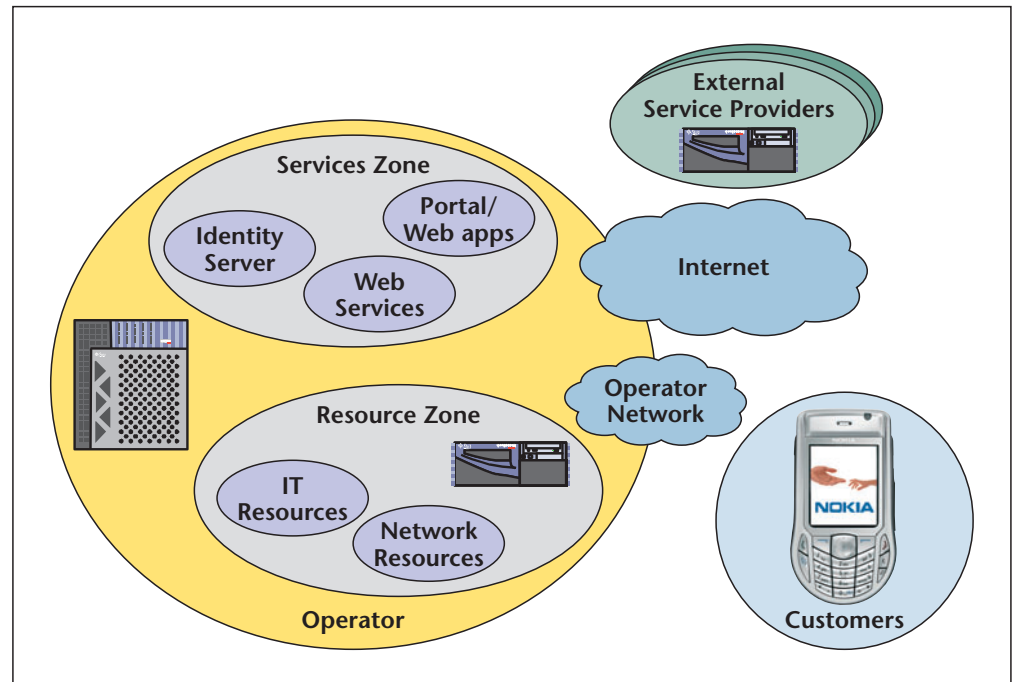 External
Service Providers
Services Zone
Portal/
Web apps
Identity
Server
Web
Services
Internet
Operator
Network
Resource Zone
IT
Resources
Network
Resources
NOKIA
Operator
Customers